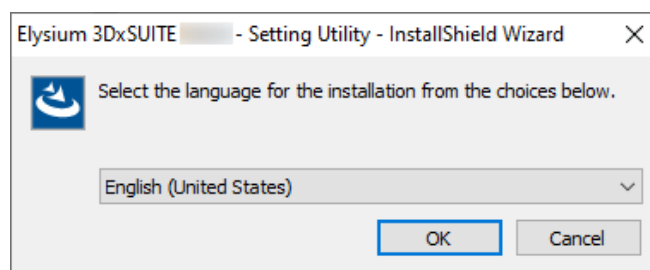 Elysium 3DxSUITE - Setting Utility - InstallShield Wizard
Select the language for the installation from the choices below.
English (United States)
OK Cancel